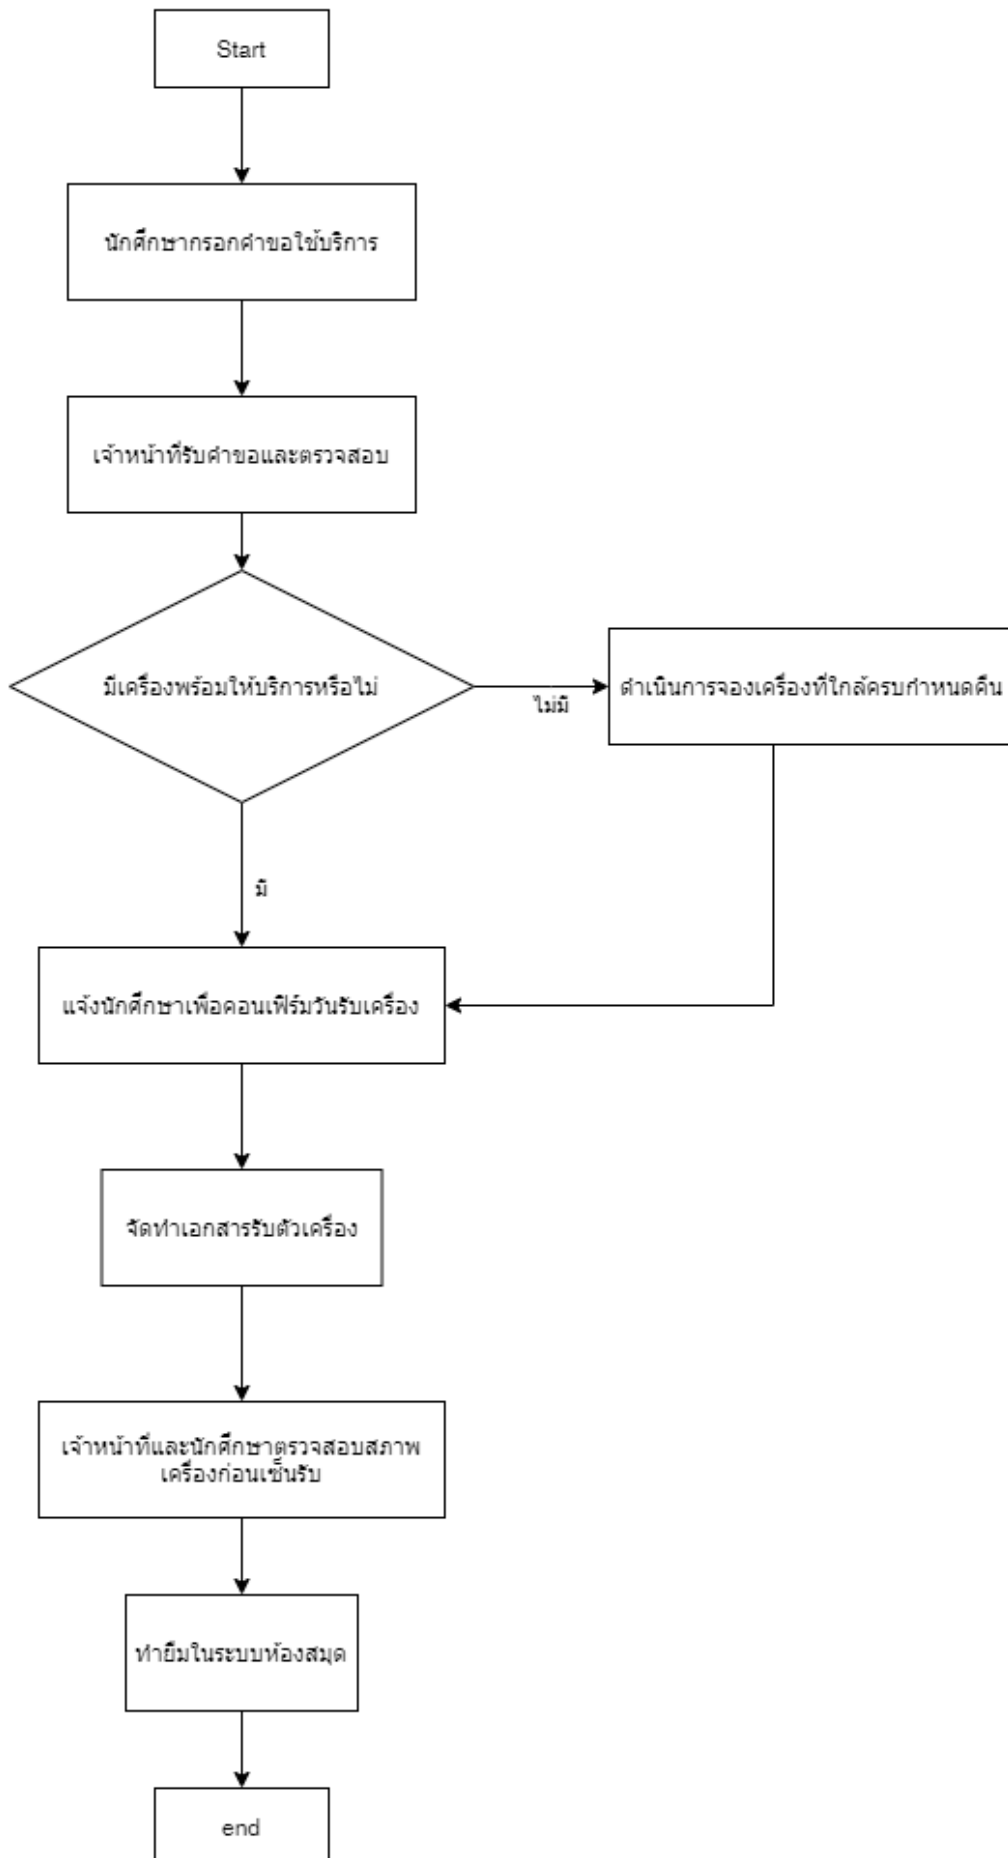 Start
นักศึกษากรอกคำขอใช้บริการ
เจ้าหน้าที่รับคำขอและตรวจสอบ
มีเครื่องพร้อมให้บริการหรือไม่
ไม่มี
ดำเนินการจองเครื่องที่ใกล้ครบกำหนดคืน
มี
แจ้งนักศึกษาเพื่อคอนเฟิร์มวันรับเครื่อง
จัดทำเอกสารรับตัวเครื่อง
เจ้าหน้าที่และนักศึกษาตรวจสอบสภาพ
เครื่องก่อนเซ็นรับ
ทำยืมในระบบห้องสมุด
end